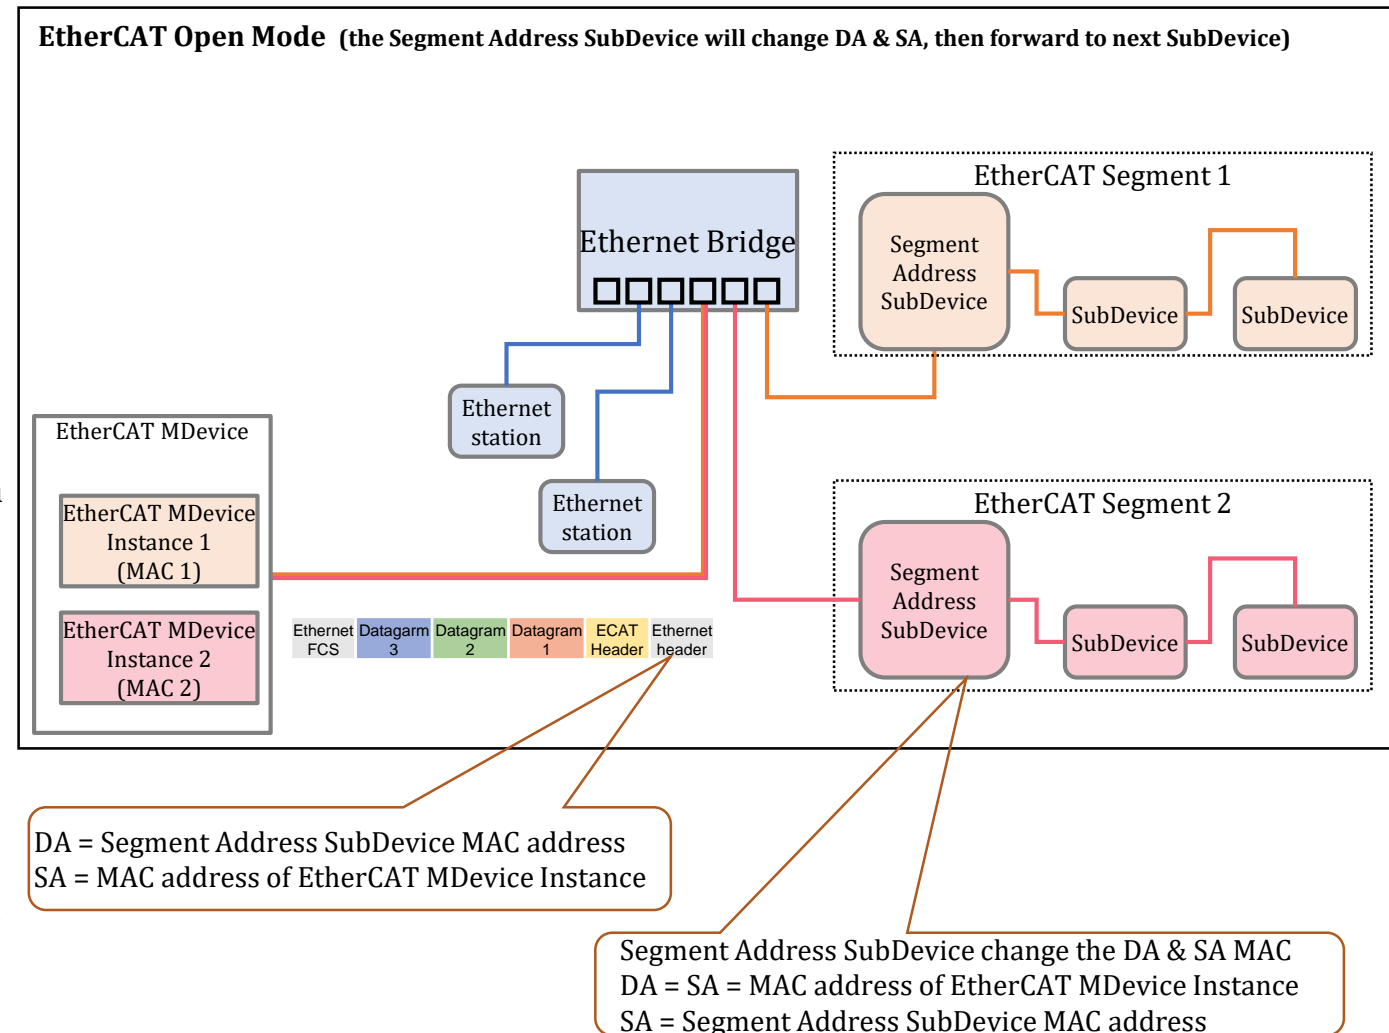 EtherCAT Open Mode (the Segment Address SubDevice will change DA & SA, then forward to next SubDevice)
EtherCAT Segment 1
Ethernet Bridge
Segment
Address
SubDevice
SubDevice
SubDevice
Ethernet
station
EtherCAT MDevice
Ethernet
station
EtherCAT Segment 2
EtherCAT MDevice
Instance 1
(MAC 1)
Segment
Address
SubDevice
SubDevice
SubDevice
EtherCAT MDevice
Instance 2
(MAC 2)
Ethernet
FCS
Datagarm
3
Datagram
2
Datagram
1
ECAT
Header
Ethernet
header
DA = Segment Address SubDevice MAC address
SA = MAC address of EtherCAT MDevice Instance
Segment Address SubDevice change the DA & SA MAC
DA = SA = MAC address of EtherCAT MDevice Instance
SA = Segment Address SubDevice MAC address